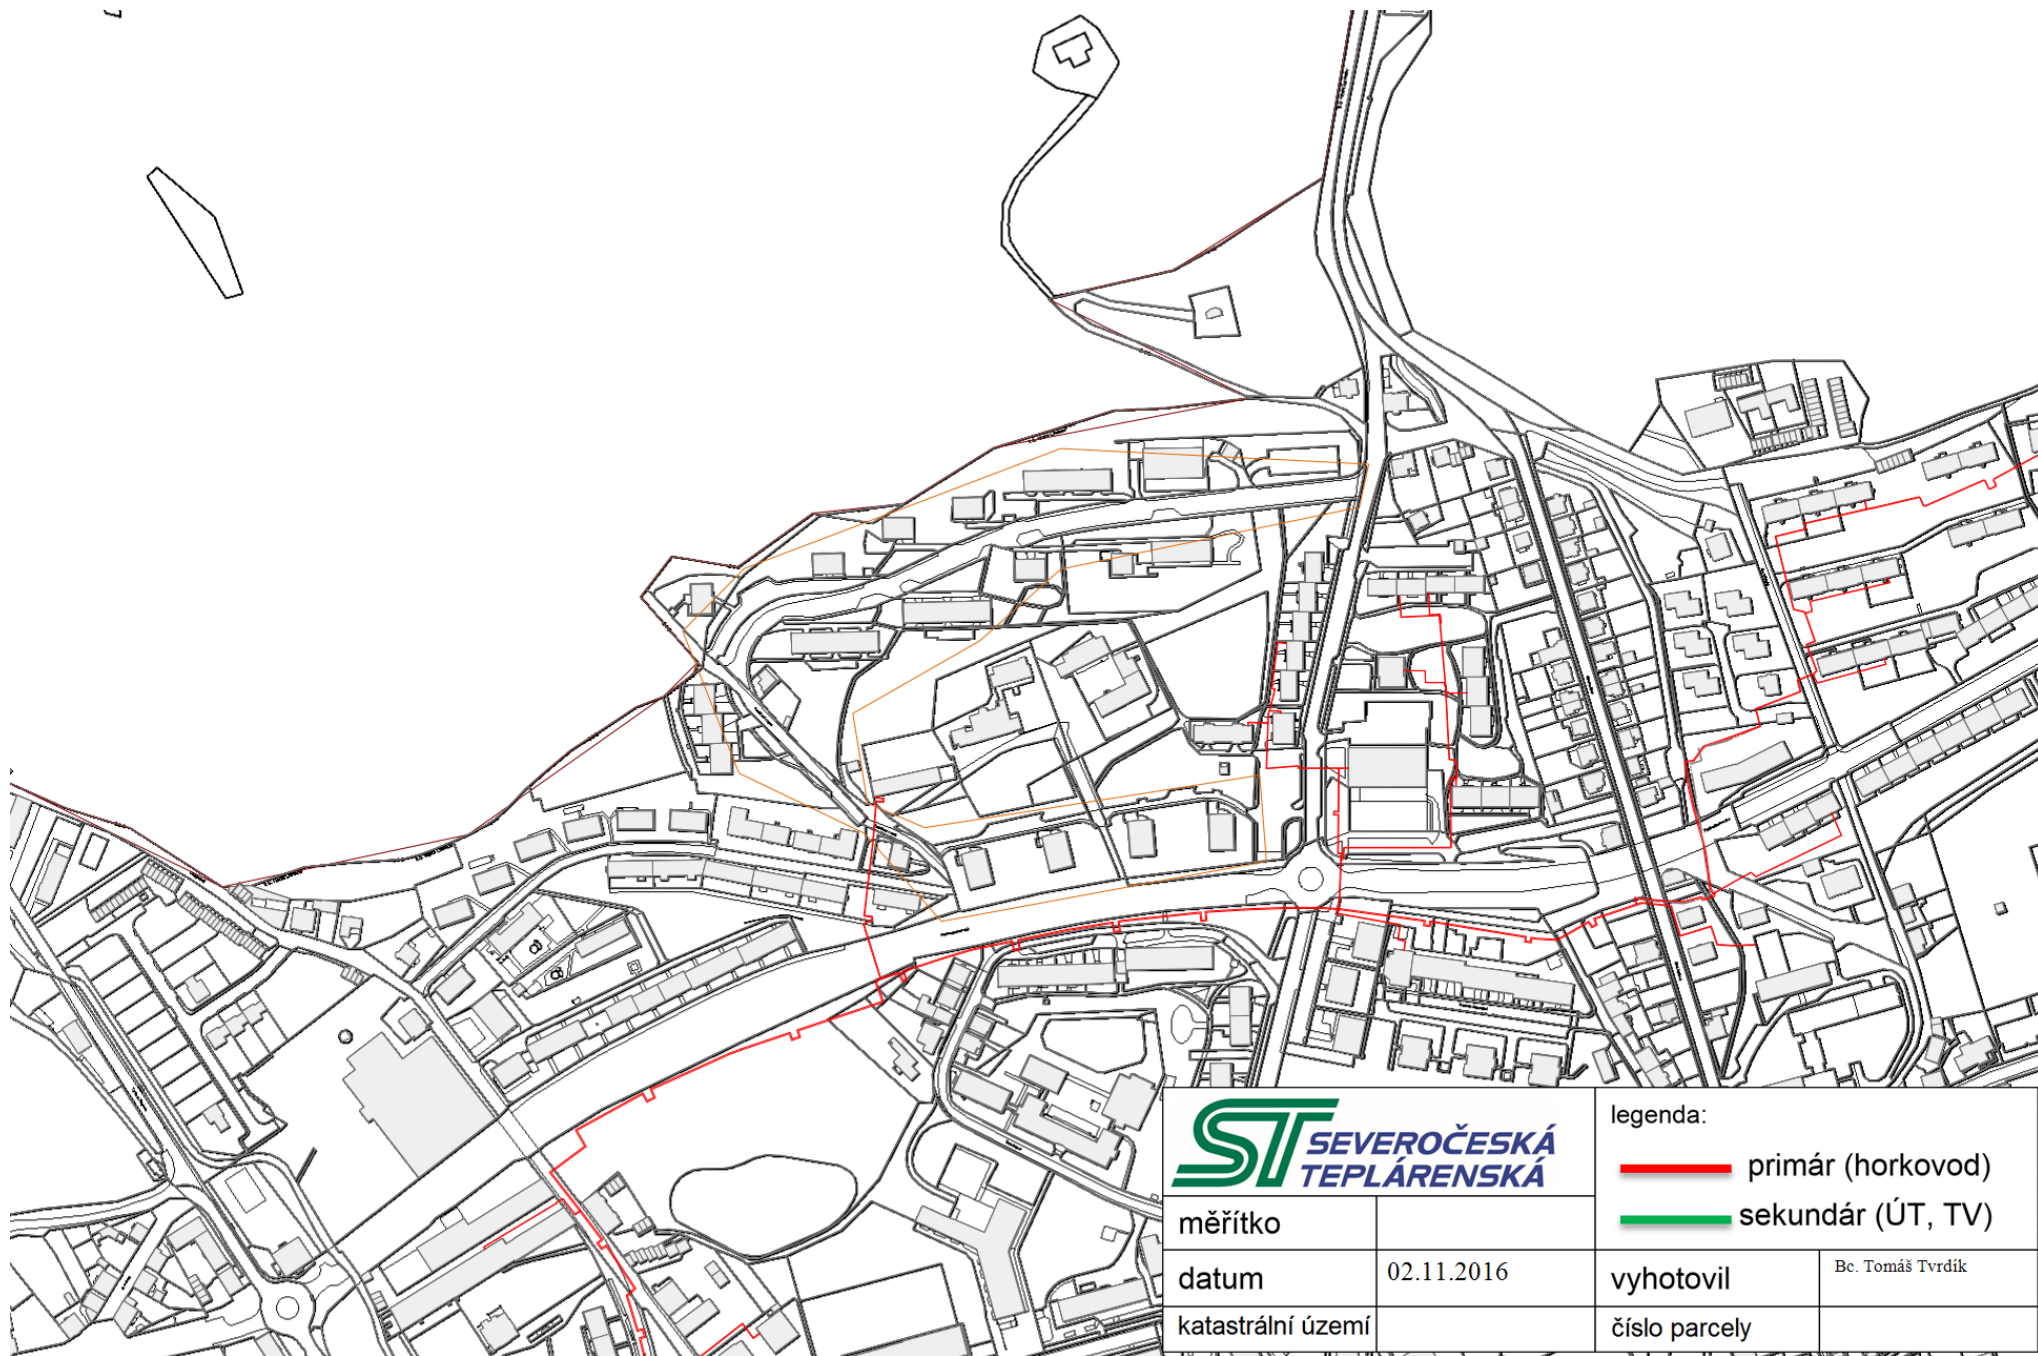 ST SEVEROČESKÁ
TEPLÁRENSKÁ
legenda:
primár (horkovod)
sekundár (ÚT, TV)
měřítko
datum
02.11.2016
vyhotovil
Bc. Tomáš Tvrdík
katastrální území
číslo parcely